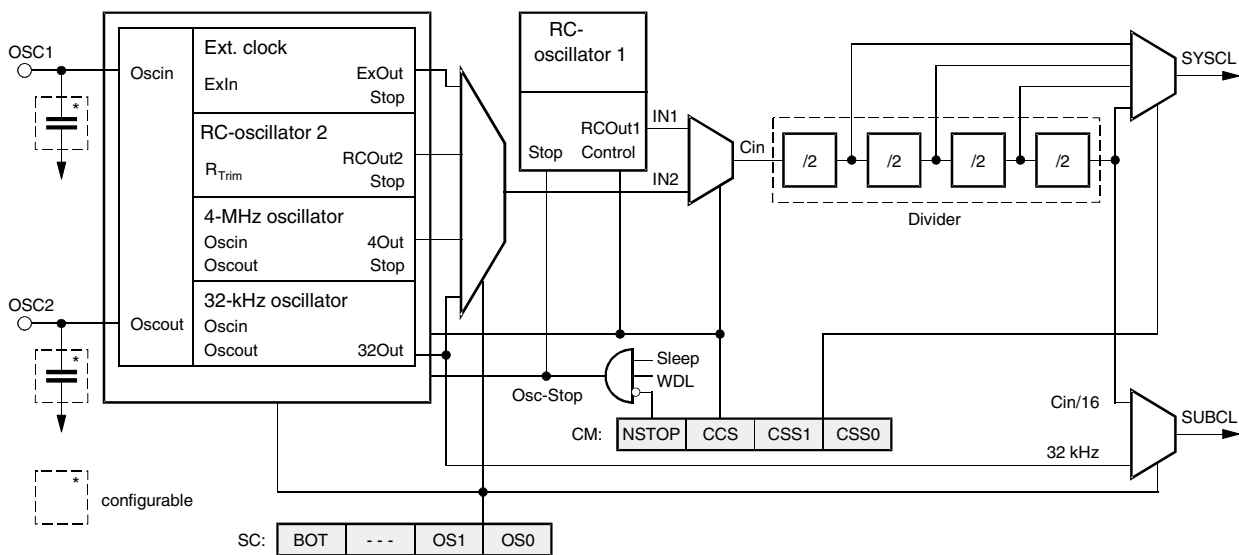 OSC1
Oscin
Ext. clock
ExIn
ExOut
Stop
RC-oscillator 2
RTrim
RCOut2
Stop
4-MHz oscillator
Oscin
4Out
Oscout
Stop
32-kHz oscillator
Oscin
Oscout
32Out
OSC2
Oscout
*
*
*
configurable
RC-
oscillator 1
RCOut1
Stop
Control
IN1
IN2
Cin
/2
/2
/2
/2
Divider
SYSCL
Sleep
WDL
Osc-Stop
CM:
NSTOP
CCS
CSS1
CSS0
Cin/16
32 kHz
SUBCL
SC:
BOT
- - -
OS1
OS0